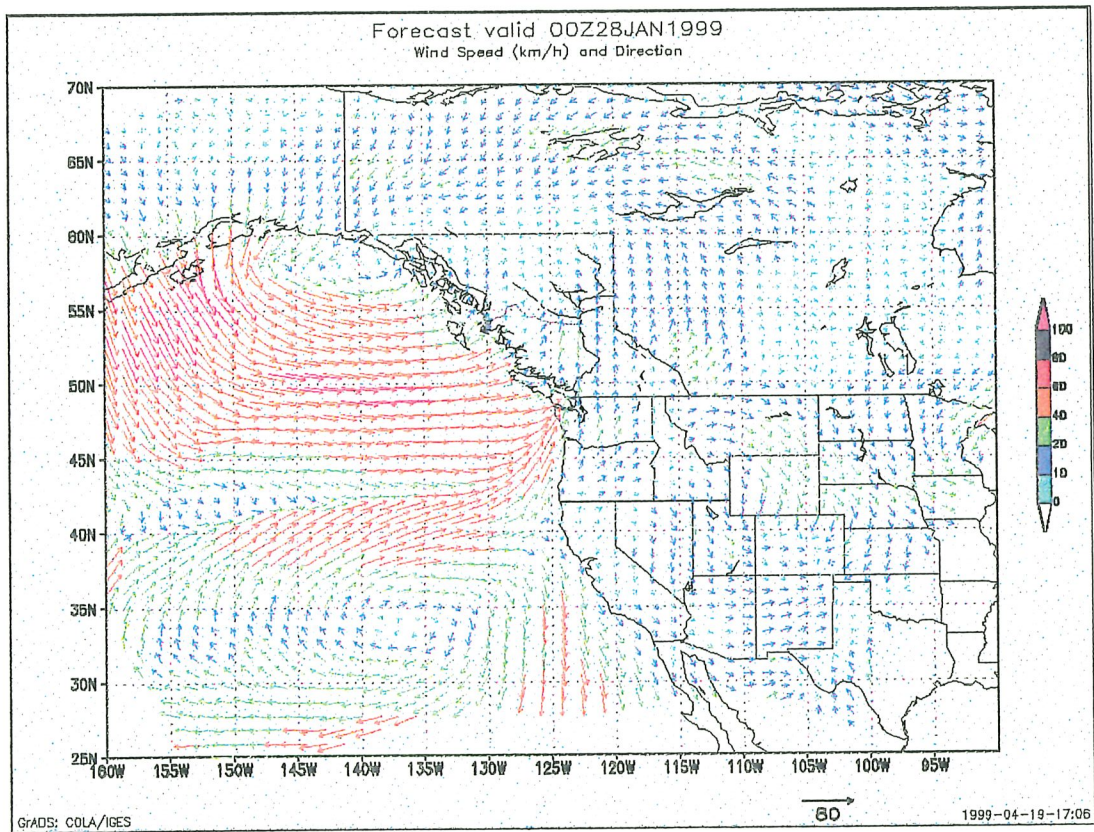 Forecast valid 00Z28JAN1999
Wind Speed (km/h) and Direction
70N
65N
60N
55N
50N
45N
40N
35N
30N
25N
160W 155W 150W 145W 140W 135W 130W 125W 120W 115W 110W 105W 100W 95W
100
80
60
40
20
10
0
80
GrADS: COLA/IGES
1999-04-19-17:06